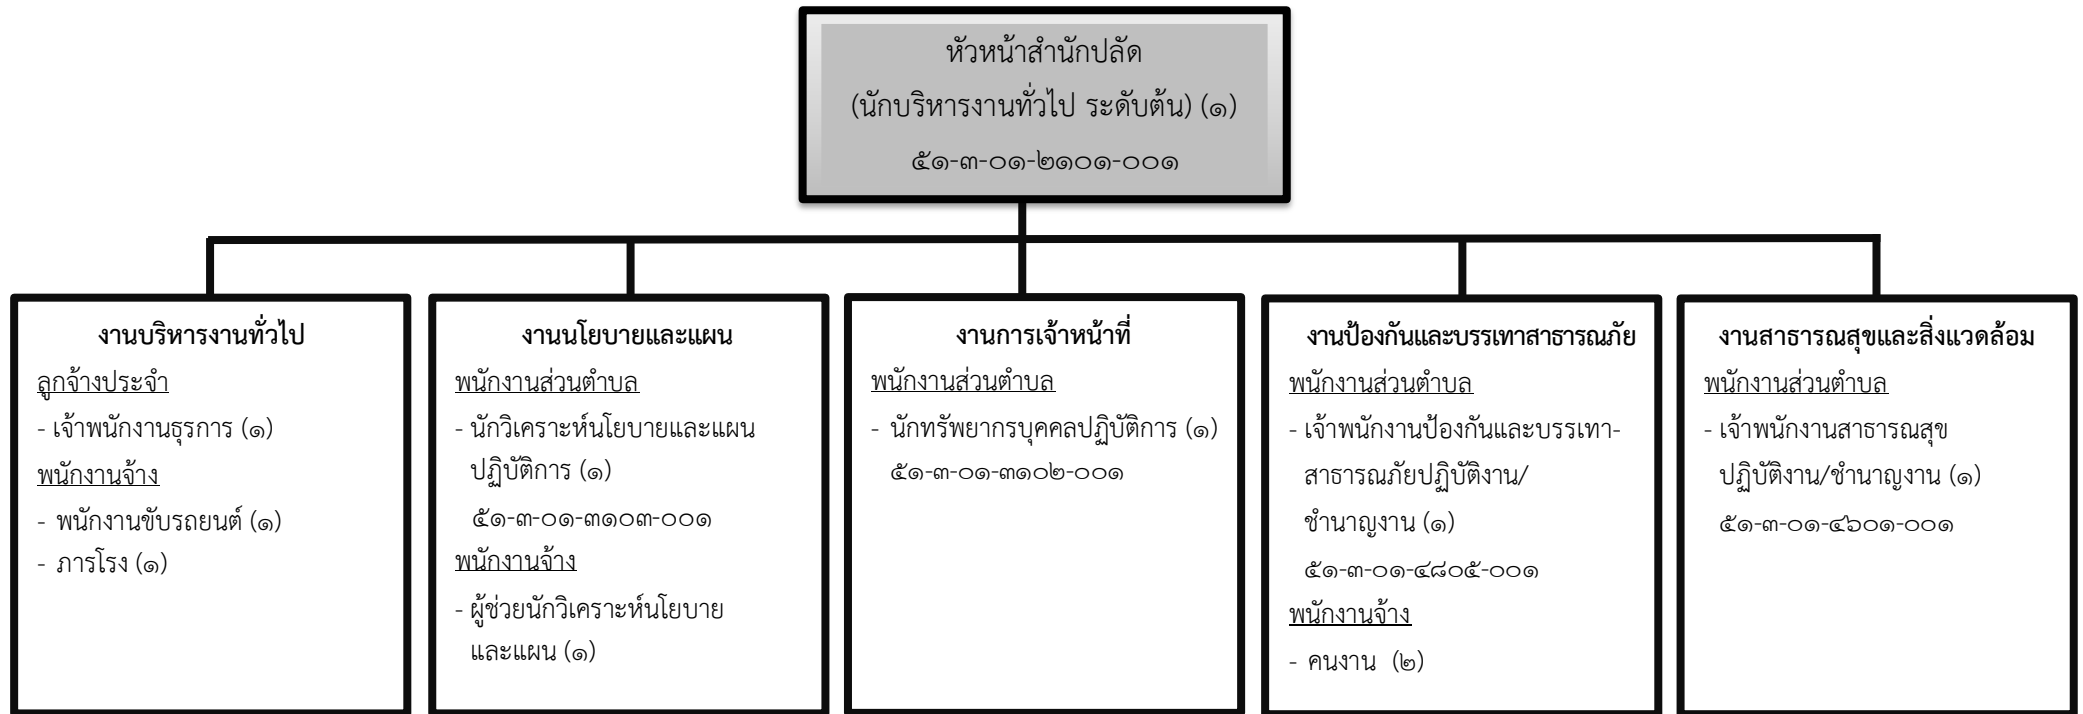 หัวหน้าสำนักปลัด
(นักบริหารงานทั่วไป ระดับต้น) (๑)
๕๑-๓-๐๑-๒๑๐๑-๐๐๑
งานบริหารงานทั่วไป
ลูกจ้างประจำ
- เจ้าพนักงานธุรการ (๑)
พนักงานจ้าง
- พนักงานขับรถยนต์ (๑)
- ภารโรง (๑)
งานนโยบายและแผน
พนักงานส่วนตำบล
- นักวิเคราะห์นโยบายและแผน
ปฏิบัติการ (๑)
๕๑-๓-๐๑-๓๑๐๓-๐๐๑
พนักงานจ้าง
- ผู้ช่วยนักวิเคราะห์นโยบาย
และแผน (๑)
งานการเจ้าหน้าที่
พนักงานส่วนตำบล
- นักทรัพยากรบุคคลปฏิบัติการ (๑)
๕๑-๓-๐๑-๓๑๐๒-๐๐๑
งานป้องกันและบรรเทาสาธารณภัย
พนักงานส่วนตำบล
- เจ้าพนักงานป้องกันและบรรเทา-
สาธารณภัยปฏิบัติงาน/
ชำนาญงาน (๑)
๕๑-๓-๐๑-๔๘๐๕-๐๐๑
พนักงานจ้าง
- คนงาน (๒)
งานสาธารณสุขและสิ่งแวดล้อม
พนักงานส่วนตำบล
- เจ้าพนักงานสาธารณสุข
ปฏิบัติงาน/ชำนาญงาน (๑)
๕๑-๓-๐๑-๔๖๐๑-๐๐๑